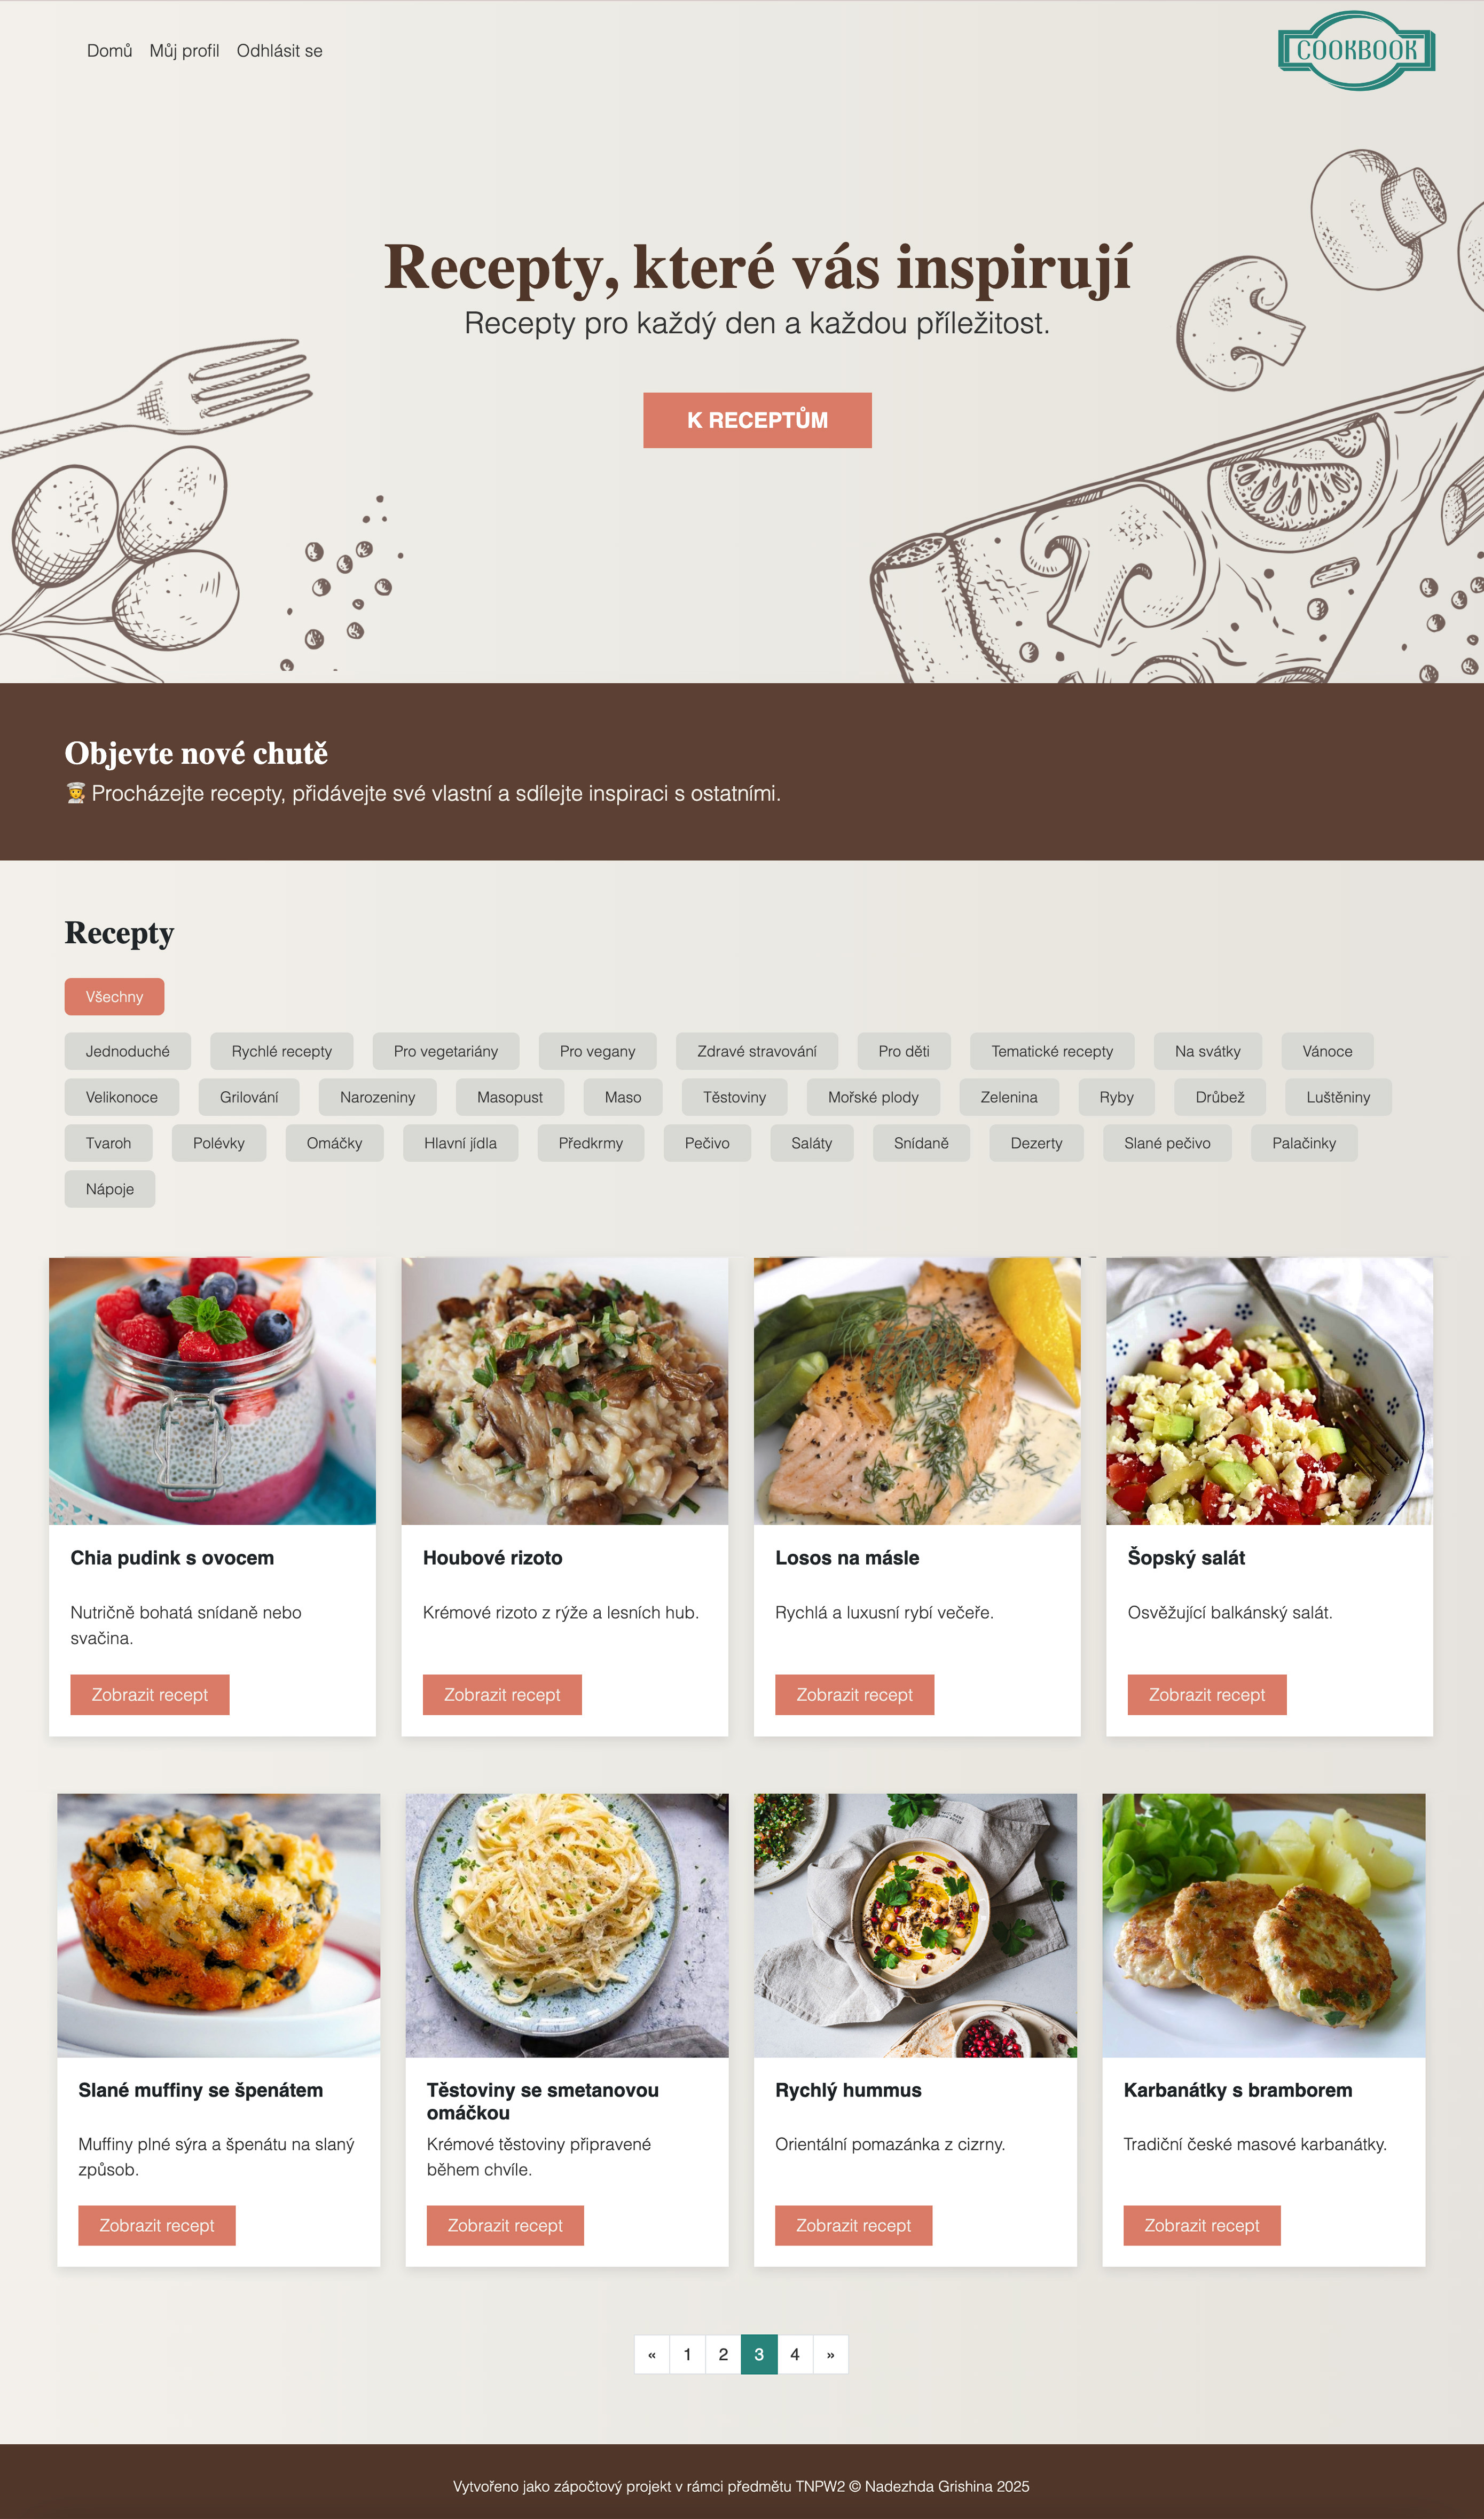 Domů Můj profil Odhlásit se
COOKBOOK
Recepty, které vás inspirují
Recepty pro každý den a každou příležitost.
K RECEPTŮM
Objevte nové chutě
🧑‍🍳 Procházejte recepty, přidávejte své vlastní a sdílejte inspiraci s ostatními.
Recepty
Všechny
Jednoduché Rychlé recepty Pro vegetariány Pro vegany Zdravé stravování Pro děti Tematické recepty Na svátky Vánoce
Velikonoce Grilování Narozeniny Masopust Maso Těstoviny Mořské plody Zelenina Ryby Drůbež Luštěniny
Tvaroh Polévky Omáčky Hlavní jídla Předkrmy Pečivo Saláty Snídaně Dezerty Slané pečivo Palačinky
Nápoje
Chia pudink s ovocem
Nutričně bohatá snídaně nebo
svačina.
Zobrazit recept
Houbové rizoto
Krémové rizoto z rýže a lesních hub.
Zobrazit recept
Losos na másle
Rychlá a luxusní rybí večeře.
Zobrazit recept
Šopský salát
Osvěžující balkánský salát.
Zobrazit recept
Slané muffiny se špenátem
Muffiny plné sýra a špenátu na slaný
způsob.
Zobrazit recept
Těstoviny se smetanovou
omáčkou
Krémové těstoviny připravené
během chvíle.
Zobrazit recept
Rychlý hummus
Orientální pomazánka z cizrny.
Zobrazit recept
Karbanátky s bramborem
Tradiční české masové karbanátky.
Zobrazit recept
« 1 2 3 4 »
Vytvořeno jako zápočtový projekt v rámci předmětu TNPW2 © Nadezhda Grishina 2025